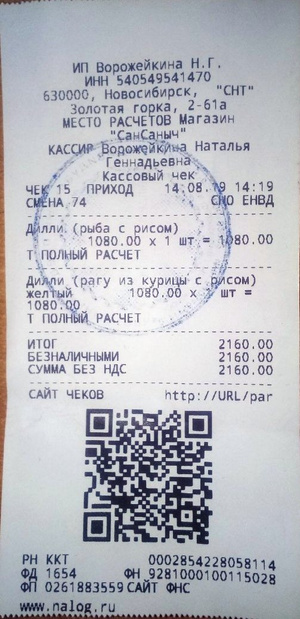 ИП Ворожейкина Н.Г.
ИНН 540549541470
630000, Новосибирск, "СНТ"
Золотая горка, 2-61а
МЕСТО РАСЧЕТОВ Магазин
"СанСаныч"
КАССИР Ворожейкина Наталья
Геннадьевна
Кассовый чек
ЧЕК 15 ПРИХОД 14.08.19 14:19
СМЕНА 74 СНО ЕНВД
Дилли (рыба с рисом)
1080.00 x 1 шт = 1080.00
Т ПОЛНЫЙ РАСЧЕТ
Дилли (рагу из курицы с рисом)
желтый 1080.00 x 1 шт =
1080.00
Т ПОЛНЫЙ РАСЧЕТ
ИТОГ 2160.00
БЕЗНАЛИЧНЫМИ 2160.00
СУММА БЕЗ НДС 2160.00
САЙТ ЧЕКОВ http://URL/par
РН ККТ 0002854228058114
ФД 1654 ФН 9281000100115028
ФП 0261883559 САЙТ ФНС
www.nalog.ru